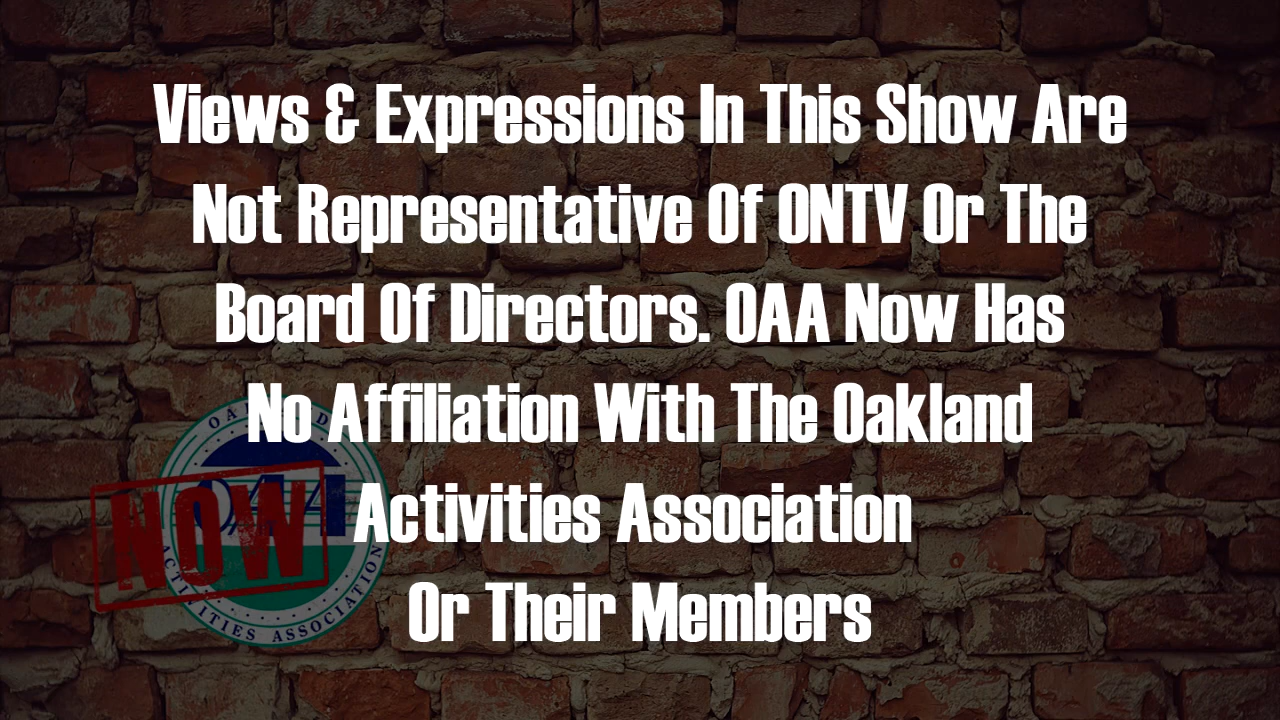 Views & Expressions In This Show Are
Not Representative Of ONTV Or The
Board Of Directors. OAA Now Has
No Affiliation With The Oakland
Activities Association
Or Their Members
OAA
NOW
ACTIVITIES ASSOCIATION